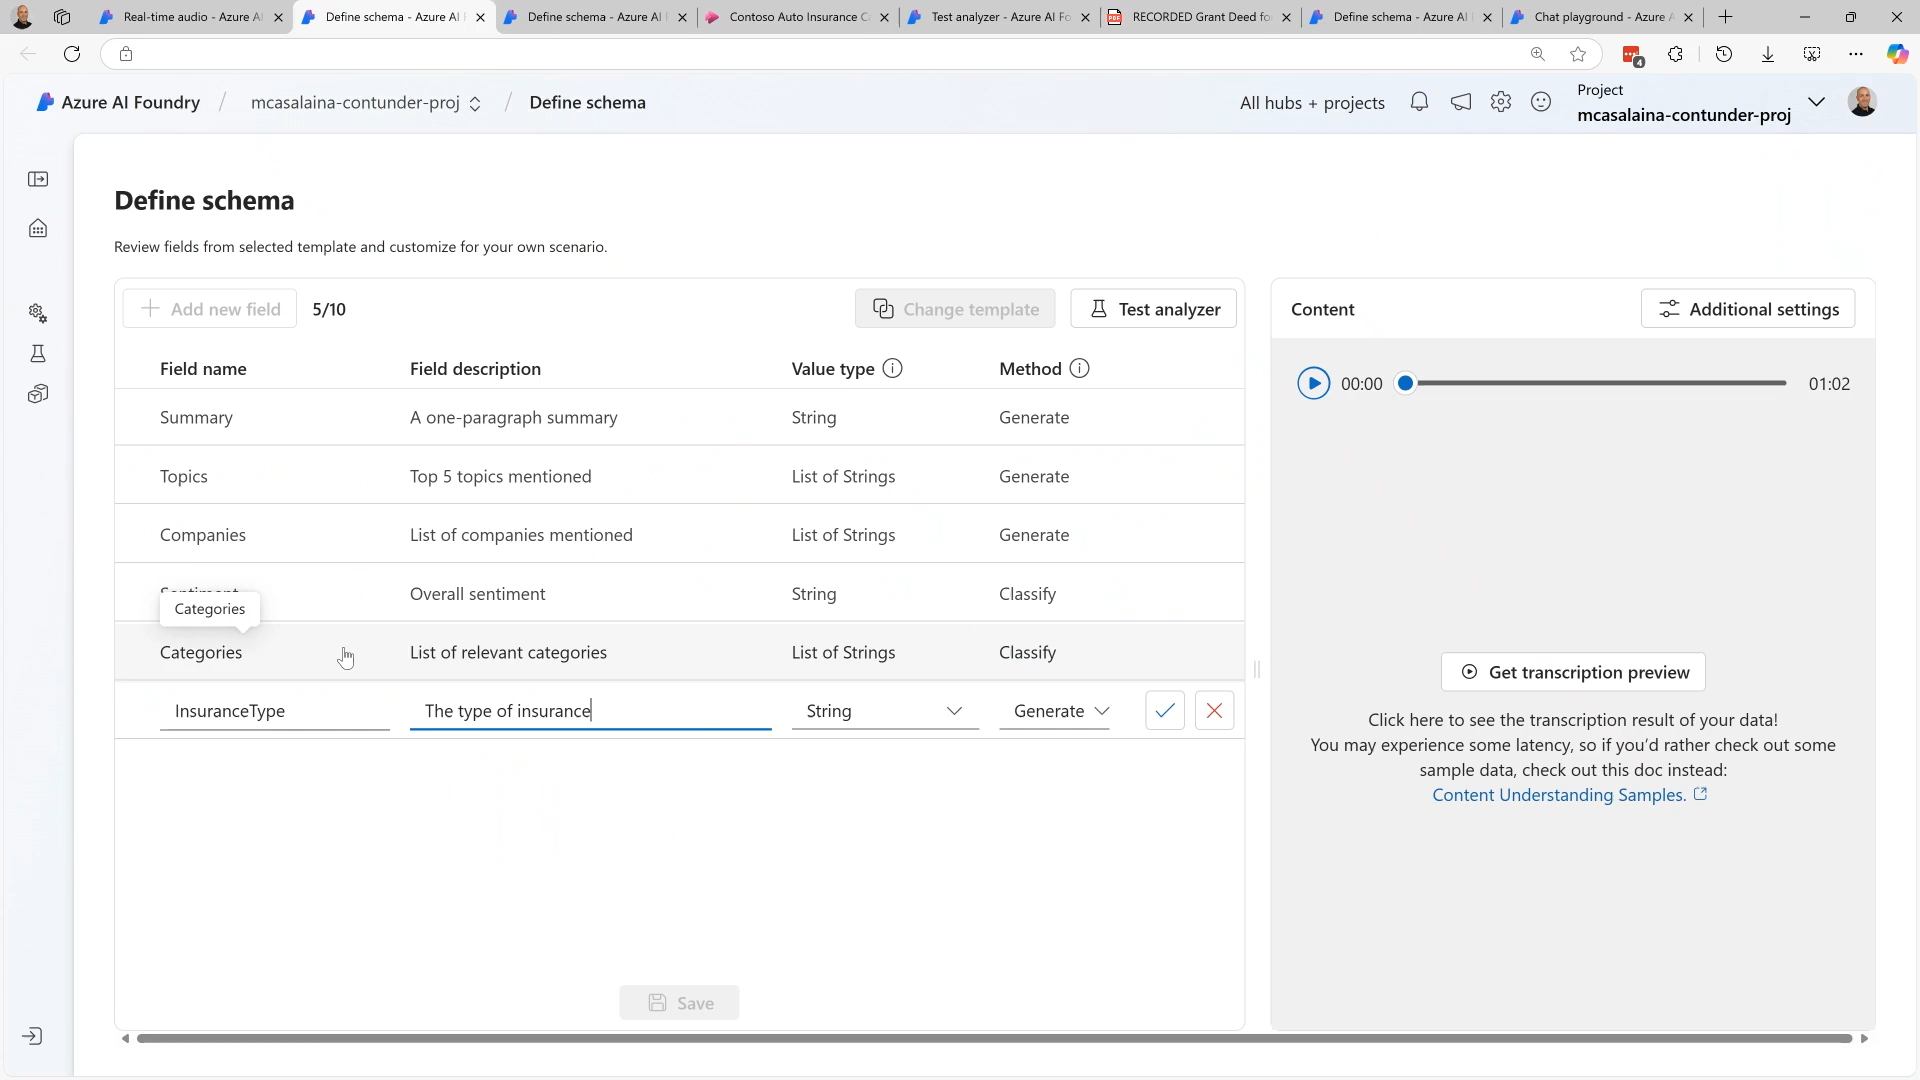 Real-time audio - Azure AI
Define schema - Azure AI F
Define schema - Azure AI F
Contoso Auto Insurance C
Test analyzer - Azure AI Fo
RECORDED Grant Deed fo
Define schema - Azure AI
Chat playground - Azure A
4
Azure AI Foundry / mcasalaina-contunder-proj / Define schema
All hubs + projects
Project
mcasalaina-contunder-proj
Define schema
Review fields from selected template and customize for your own scenario.
Add new field 5/10 Change template Test analyzer
Field name Field description Value type Method
Summary A one-paragraph summary String Generate
Topics Top 5 topics mentioned List of Strings Generate
Companies List of companies mentioned List of Strings Generate
Sentiment Overall sentiment String Classify
Categories
Categories List of relevant categories List of Strings Classify
InsuranceType The type of insurance String Generate
Save
Content Additional settings
00:00 01:02
Get transcription preview
Click here to see the transcription result of your data!
You may experience some latency, so if you'd rather check out some
sample data, check out this doc instead:
Content Understanding Samples.